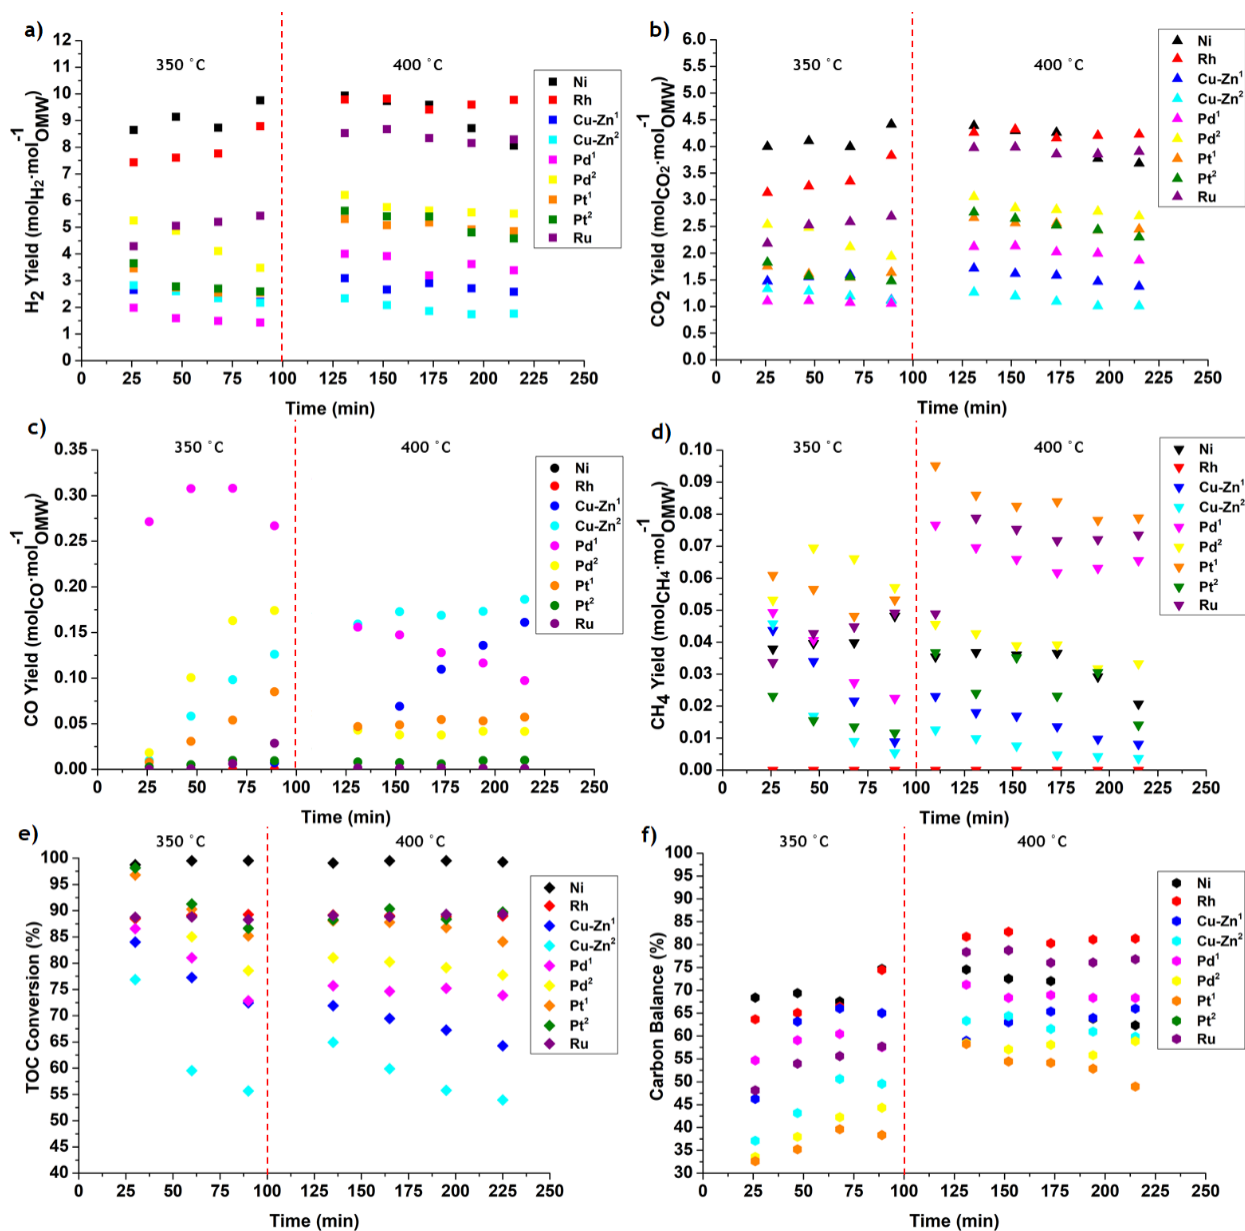 a)
350 °C
400 °C
12
11
10
9
8
7
6
5
4
3
2
1
0
H2 Yield (molH2·mol-1OMW)
0 25 50 75 100 125 150 175 200 225
Time (min)
Ni
Rh
Cu-Zn1
Cu-Zn2
Pd1
Pd2
Pt1
Pt2
Ru
b)
350 °C
400 °C
6.0
5.5
5.0
4.5
4.0
3.5
3.0
2.5
2.0
1.5
1.0
0.5
0.0
CO2 Yield (molCO2·mol-1OMW)
0 25 50 75 100 125 150 175 200 225
Time (min)
Ni
Rh
Cu-Zn1
Cu-Zn2
Pd1
Pd2
Pt1
Pt2
Ru
c)
350 °C
400 °C
0.35
0.30
0.25
0.20
0.15
0.10
0.05
0.00
CO Yield (molCO·mol-1OMW)
0 25 50 75 100 125 150 175 200 225 250
Time (min)
Ni
Rh
Cu-Zn1
Cu-Zn2
Pd1
Pd2
Pt1
Pt2
Ru
d)
350 °C
400 °C
0.10
0.09
0.08
0.07
0.06
0.05
0.04
0.03
0.02
0.01
0.00
CH4 Yield (molCH4·mol-1OMW)
0 25 50 75 100 125 150 175 200 225
Time (min)
Ni
Rh
Cu-Zn1
Cu-Zn2
Pd1
Pd2
Pt1
Pt2
Ru
e)
350 °C
400 °C
100
95
90
85
80
75
70
65
60
55
50
45
40
TOC Conversion (%)
0 25 50 75 100 125 150 175 200 225 250
Time (min)
Ni
Rh
Cu-Zn1
Cu-Zn2
Pd1
Pd2
Pt1
Pt2
Ru
f)
350 °C
400 °C
100
95
90
85
80
75
70
65
60
55
50
45
40
35
30
Carbon Balance (%)
0 25 50 75 100 125 150 175 200 225 250
Time (min)
Ni
Rh
Cu-Zn1
Cu-Zn2
Pd1
Pd2
Pt1
Pt2
Ru